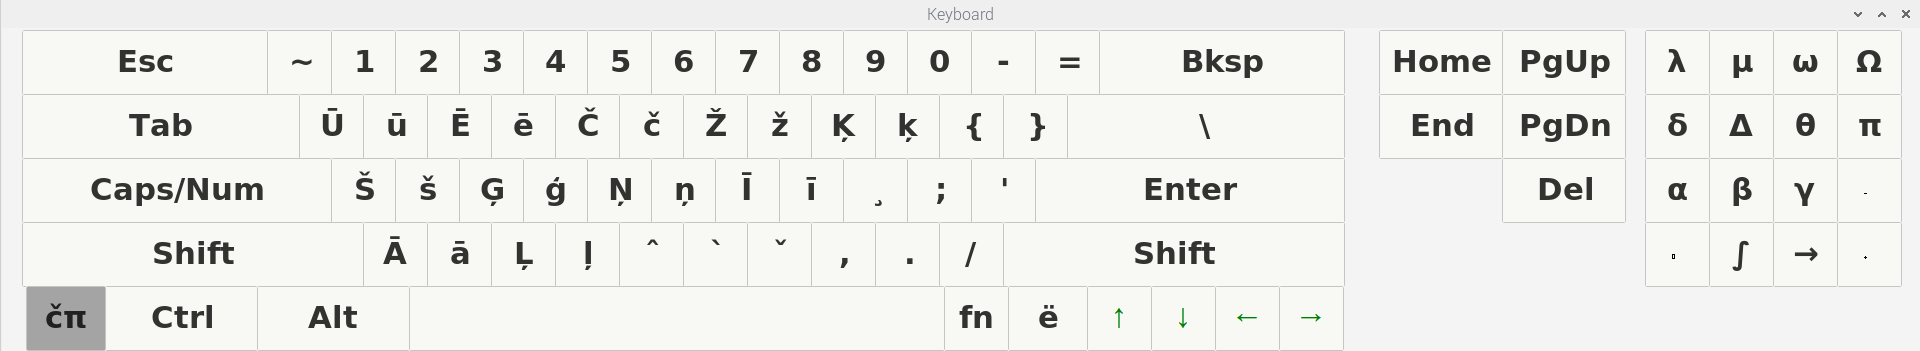 Keyboard
Esc ~ 1 2 3 4 5 6 7 8 9 0 - = Bksp Home PgUp λ µ ω Ω
Tab Ū ū Ē ē Č č Ž ž Ķ ķ { } \ End PgDn δ Δ θ π
Caps/Num Š š Ģ ģ Ņ ņ Ī ī ¸ ; ' Enter Del α β γ
Shift Ā ā Ļ ļ ˆ ` ˇ , . / Shift ∫ →
čπ Ctrl Alt fn ë ↑ ↓ ← →